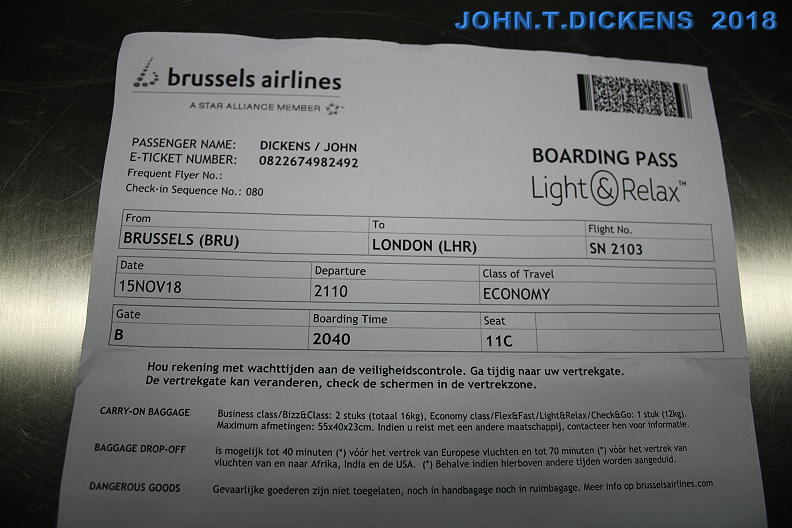 JOHN.T.DICKENS 2018
brussels airlines
A STAR ALLIANCE MEMBER
PASSENGER NAME: DICKENS / JOHN
E-TICKET NUMBER: 0822674982492
Frequent Flyer No.:
Check-in Sequence No.: 080
BOARDING PASS
Light&Relax™
From To Flight No.
BRUSSELS (BRU) LONDON (LHR) SN 2103
Date Departure Class of Travel
15NOV18 2110 ECONOMY
Gate Boarding Time Seat
B 2040 11C
Hou rekening met wachttijden aan de veiligheidscontrole. Ga tijdig naar uw vertrekgate.
De vertrekgate kan veranderen, check de schermen in de vertrekzone.
CARRY-ON BAGGAGE Business class/Bizz&Class: 2 stuks (totaal 16kg), Economy class/Flex&Fast/Light&Relax/Check&Go: 1 stuk (12kg).
Maximum afmetingen: 55x40x23cm. Indien u reist met een andere maatschappij, contacteer hen voor informatie.
BAGGAGE DROP-OFF is mogelijk tot 40 minuten (*) vóór het vertrek van Europese vluchten en tot 70 minuten (*) vóór het vertrek van
vluchten van en naar Afrika, India en de USA. (*) Behalve indien hierboven andere tijden worden aangeduid.
DANGEROUS GOODS Gevaarlijke goederen zijn niet toegelaten, noch in handbagage noch in ruimbagage. Meer info op brusselsairlines.com